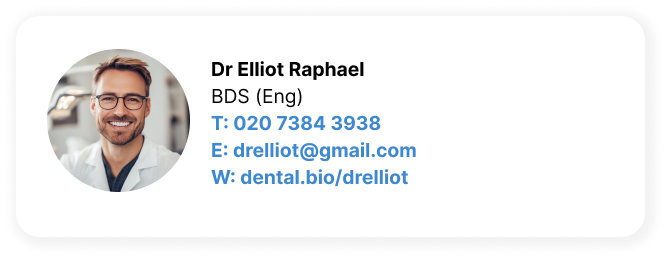 Dr Elliot Raphael
BDS (Eng)
T: 020 7384 3938
E: drelliot@gmail.com
W: dental.bio/drelliot